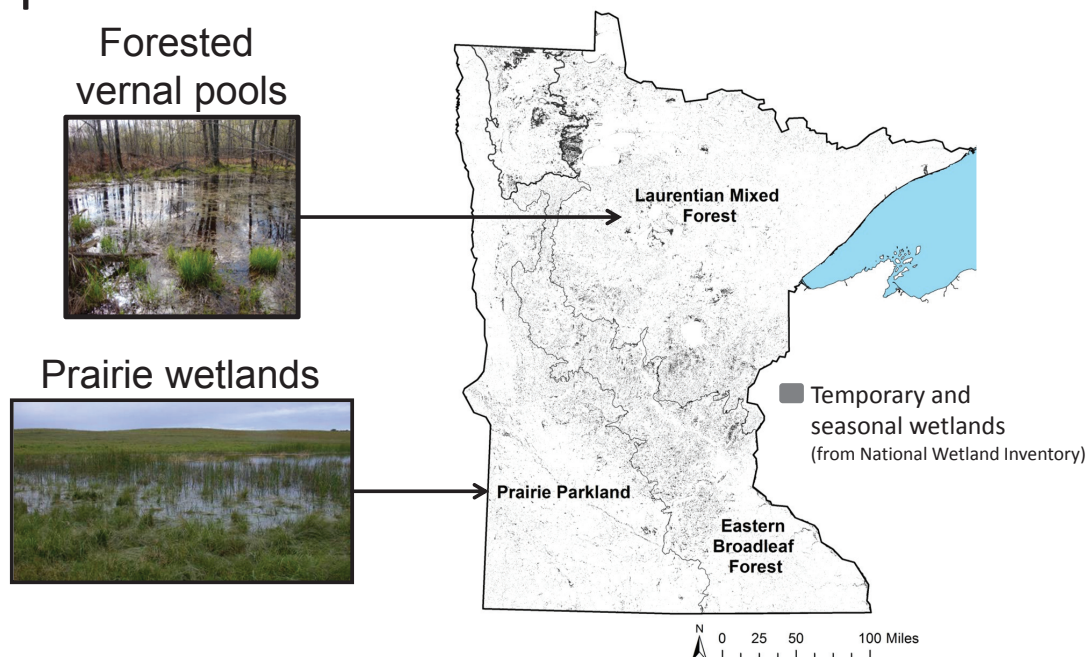 Forested
vernal pools
Laurentian Mixed
Forest
Prairie wetlands
Temporary and
seasonal wetlands
(from National Wetland Inventory)
Prairie Parkland
Eastern
Broadleaf
Forest
N
0 25 50 100 Miles